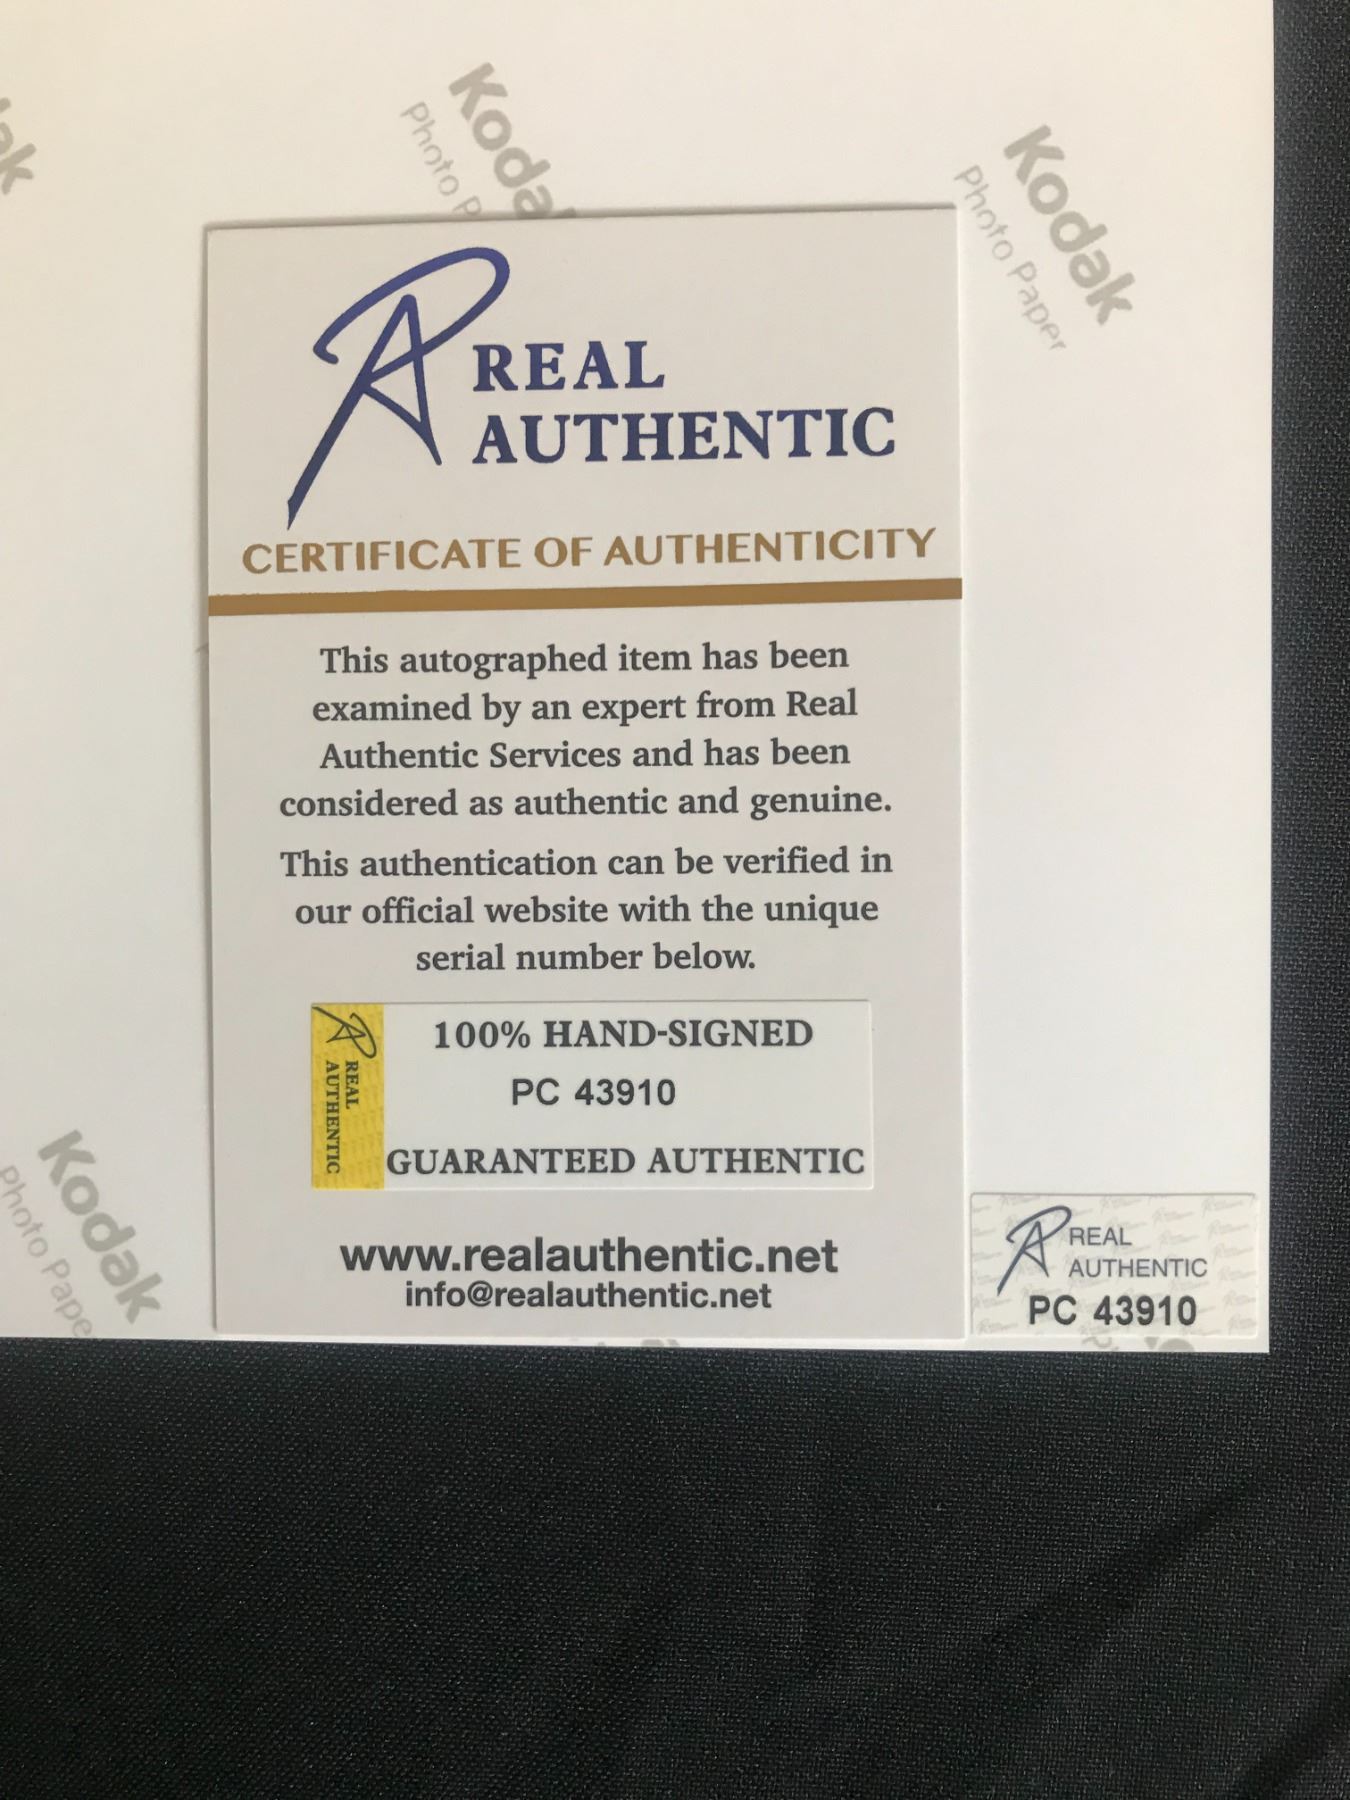 ak
Kodak
Photo P
Kodak
Photo Paper
REAL
AUTHENTIC
CERTIFICATE OF AUTHENTICITY
This autographed item has been
examined by an expert from Real
Authentic Services and has been
considered as authentic and genuine.
This authentication can be verified in
our official website with the unique
serial number below.
REAL
AUTHENTIC
100% HAND-SIGNED
PC 43910
GUARANTEED AUTHENTIC
www.realauthentic.net
info@realauthentic.net
Kodak
Photo Pape
REAL
AUTHENTIC
PC 43910